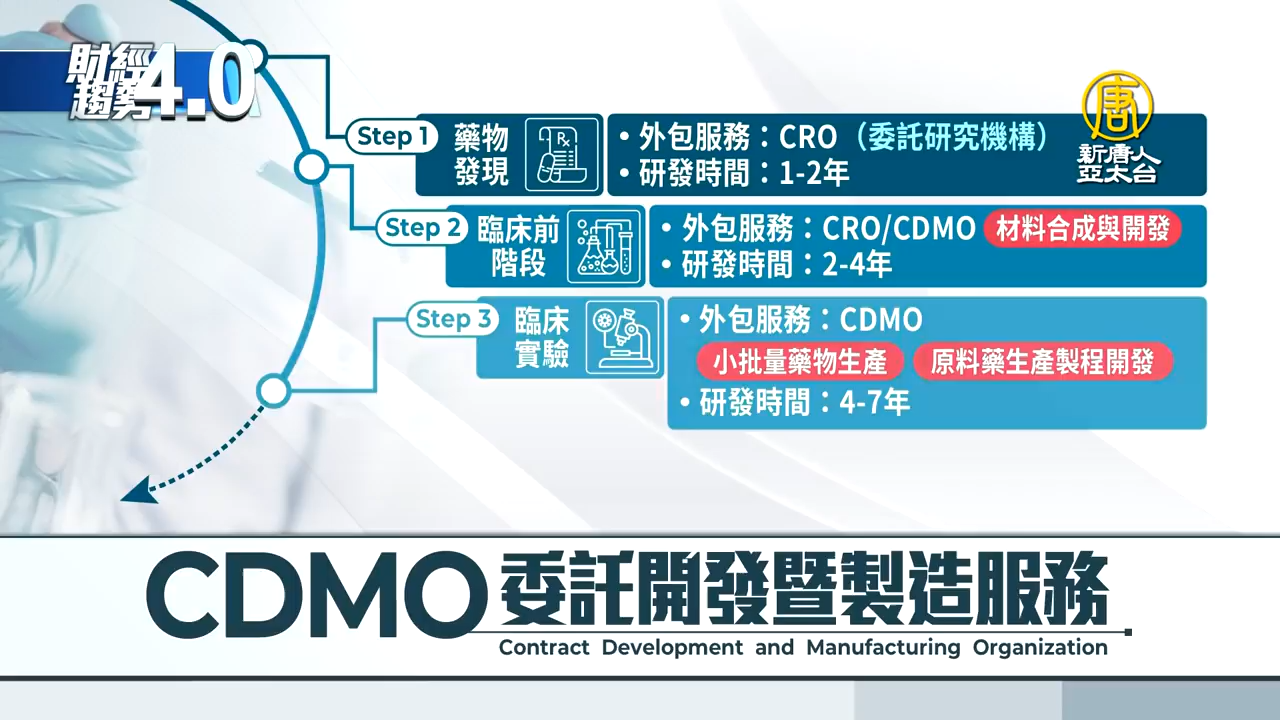 財經
趨勢4.0
唐
新唐人
亞太台
Step 1
藥物
發現
Rx
• 外包服務：CRO（委託研究機構）
• 研發時間：1-2年
Step 2
臨床前
階段
• 外包服務：CRO/CDMO 材料合成與開發
• 研發時間：2-4年
Step 3
臨床
實驗
• 外包服務：CDMO
小批量藥物生產 原料藥生產製程開發
• 研發時間：4-7年
CDMO 委託開發暨製造服務
Contract Development and Manufacturing Organization